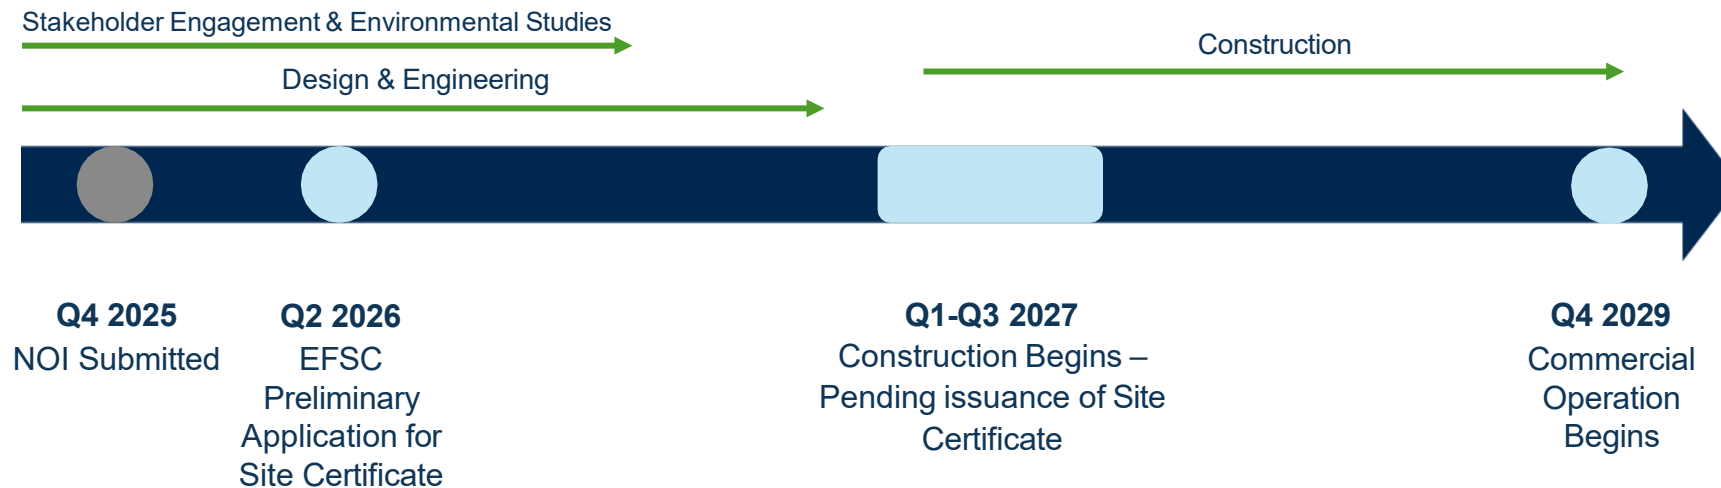 Stakeholder Engagement & Environmental Studies
Construction
Design & Engineering
Q4 2025
NOI Submitted
Q2 2026
EFSC
Preliminary
Application for
Site Certificate
Q1-Q3 2027
Construction Begins –
Pending issuance of Site
Certificate
Q4 2029
Commercial
Operation
Begins